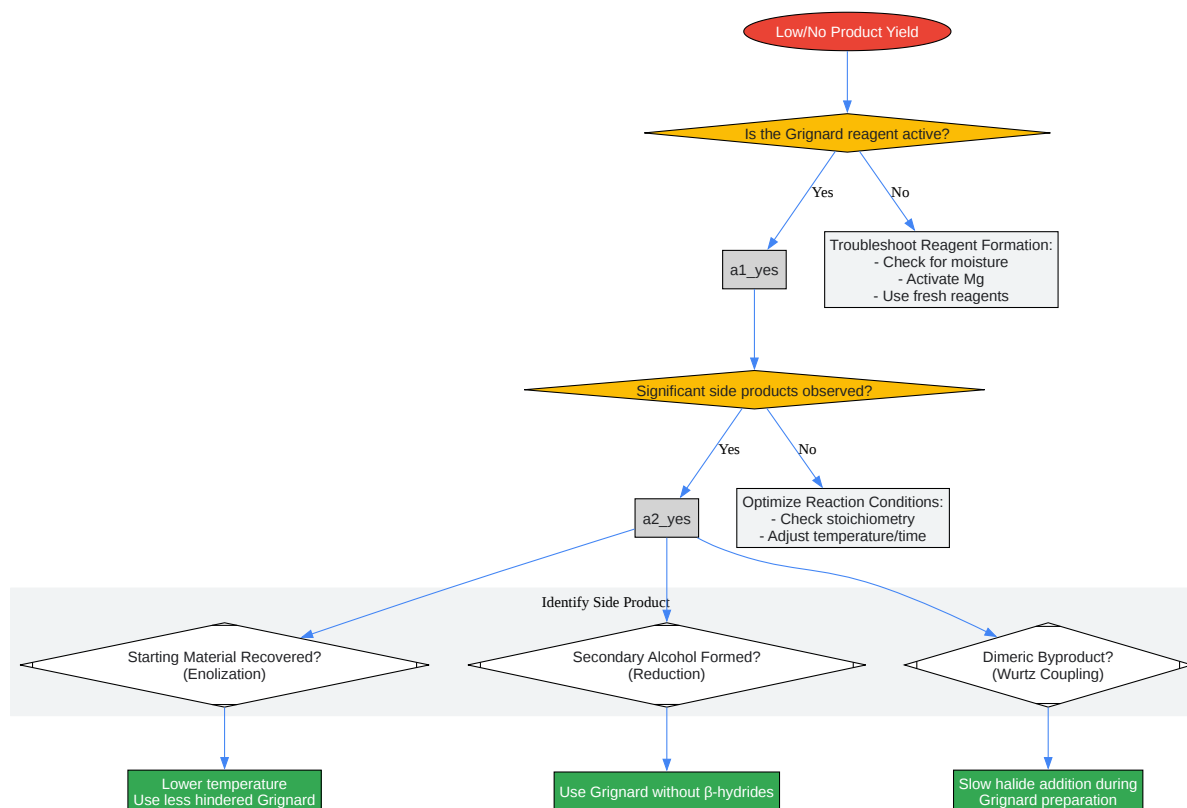 Low/No Product Yield
Is the Grignard reagent active?
Yes
No
a1_yes
Troubleshoot Reagent Formation:
- Check for moisture
- Activate Mg
- Use fresh reagents
Significant side products observed?
Yes
No
a2_yes
Optimize Reaction Conditions:
- Check stoichiometry
- Adjust temperature/time
Identify Side Product
Starting Material Recovered?
(Enolization)
Secondary Alcohol Formed?
(Reduction)
Dimeric Byproduct?
(Wurtz Coupling)
Lower temperature
Use less hindered Grignard
Use Grignard without β-hydrides
Slow halide addition during
Grignard preparation